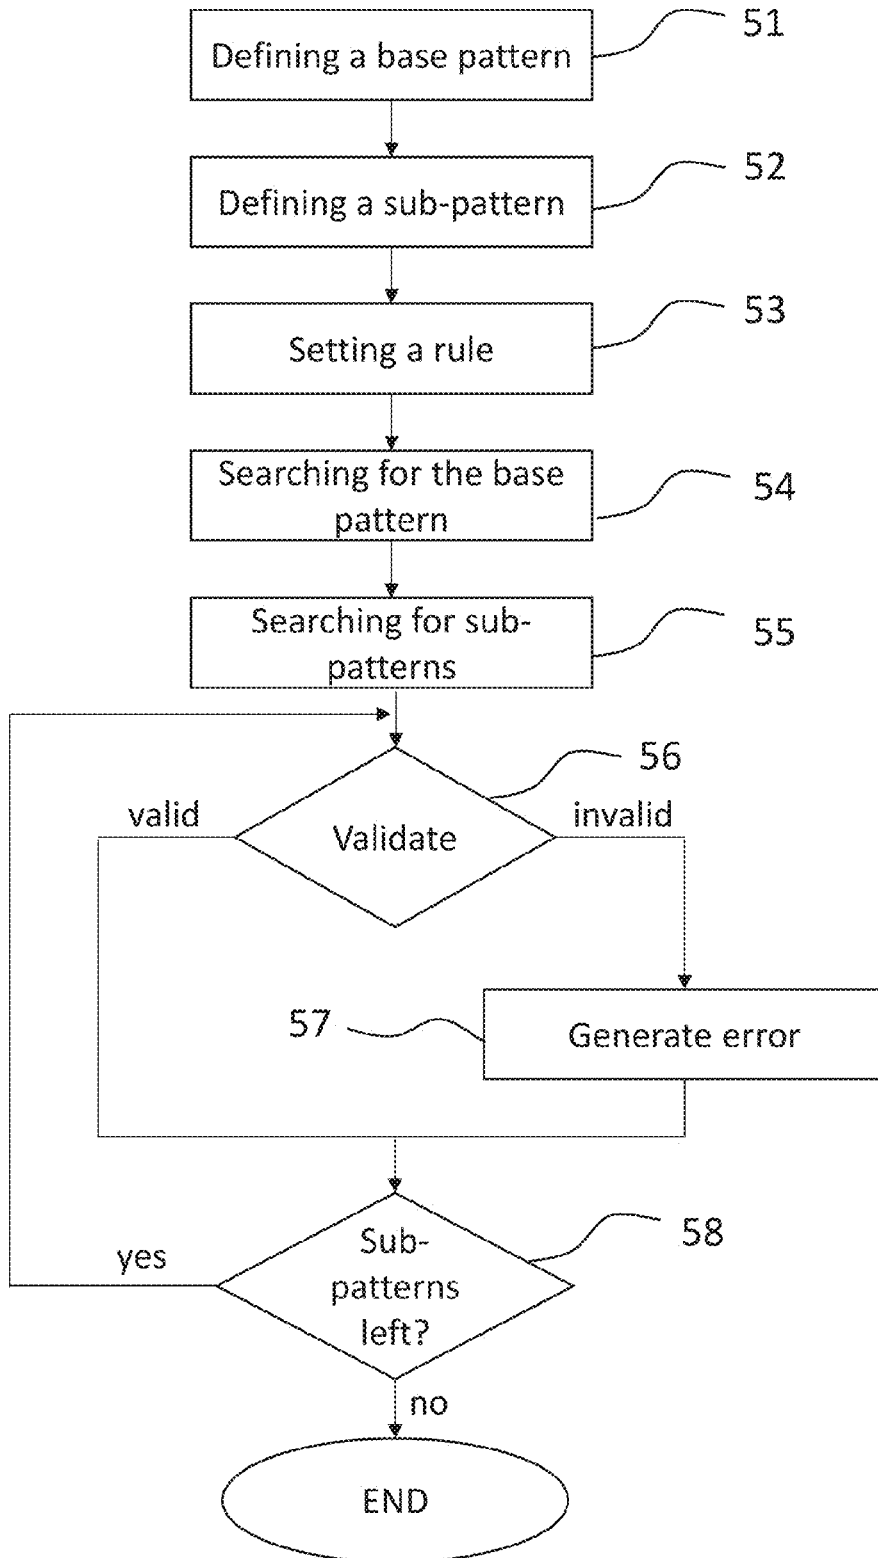 51
Defining a base pattern
52
Defining a sub-pattern
53
Setting a rule
Searching for the base
pattern
54
Searching for sub-
patterns
55
56
valid
invalid
Validate
57
Generate error
58
Sub-
patterns
left?
yes
no
END